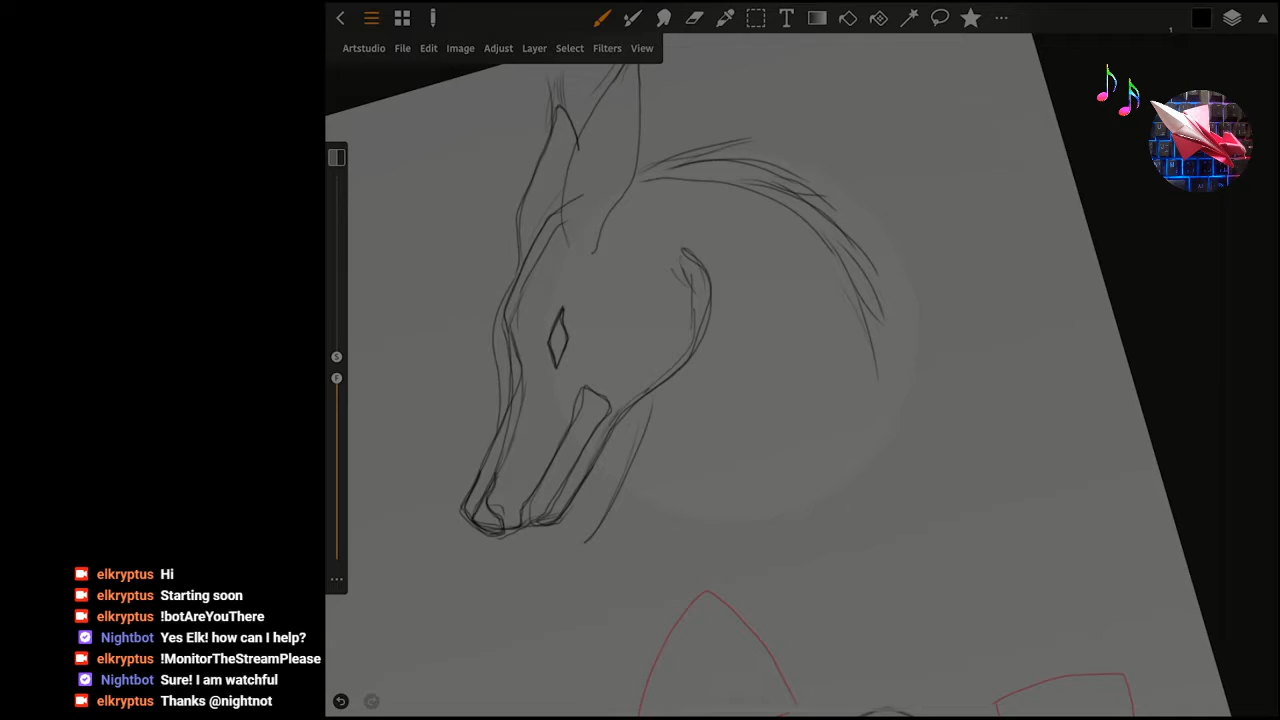 Artstudio File Edit Image Adjust Layer Select Filters View
1
S
F
elkryptus Hi
elkryptus Starting soon
elkryptus !botAreYouThere
Nightbot Yes Elk! how can I help?
elkryptus !MonitorTheStreamPlease
Nightbot Sure! I am watchful
elkryptus Thanks @nightnot